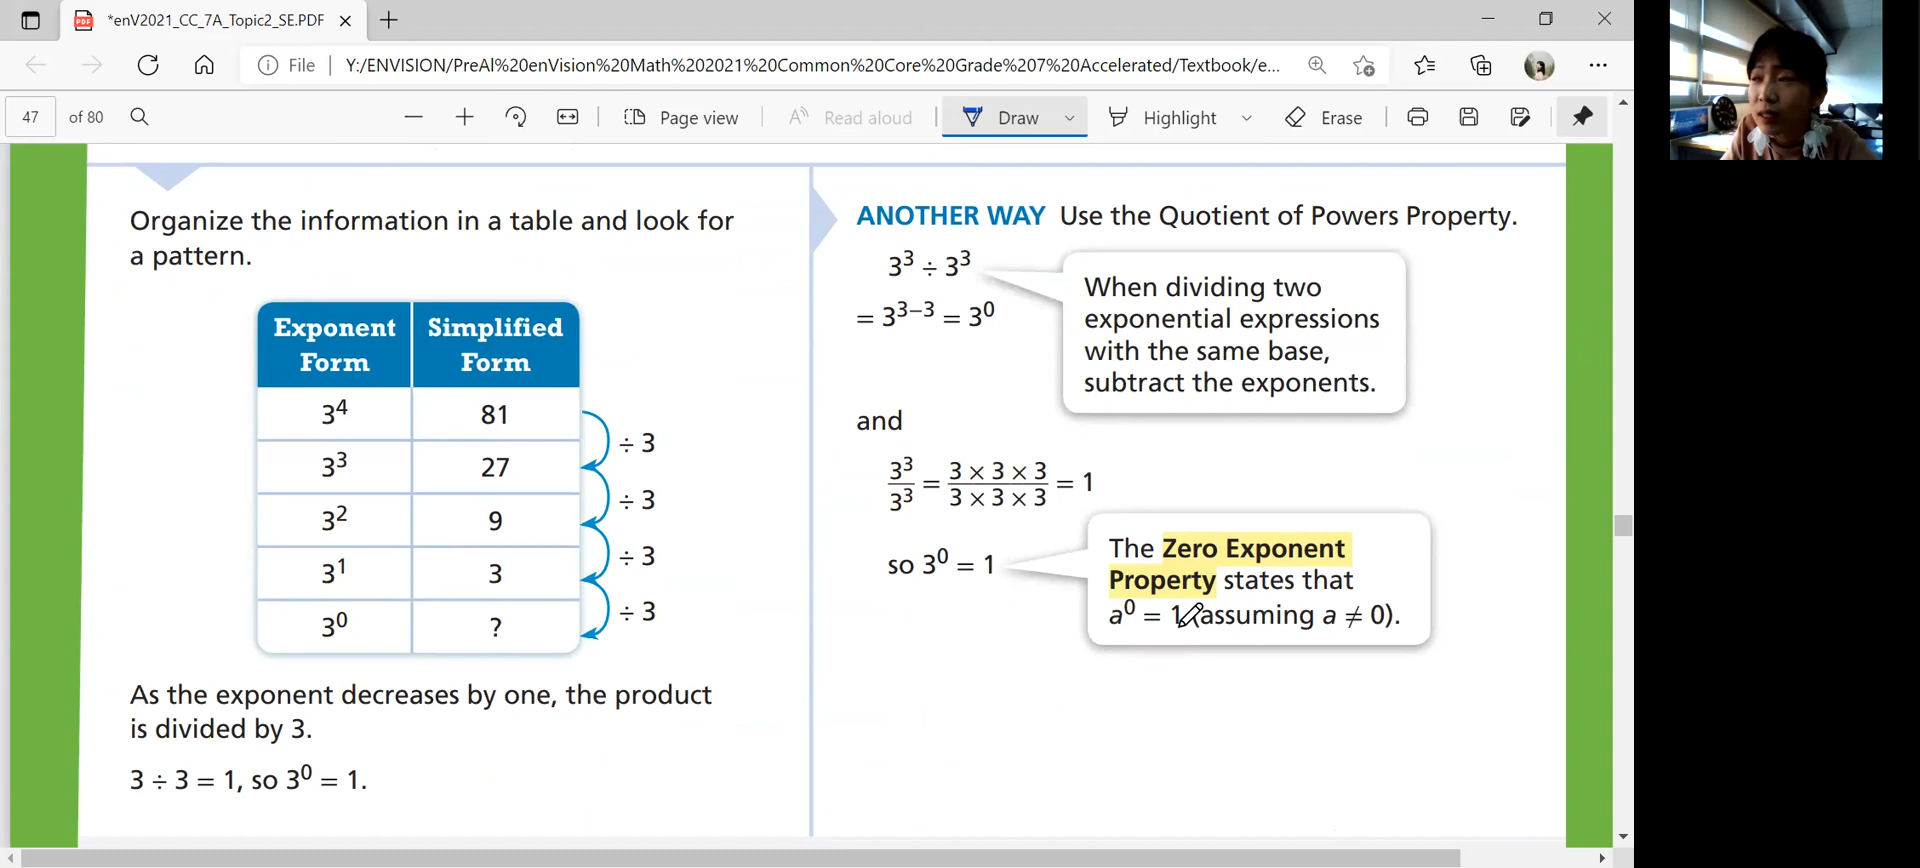 *enV2021_CC_7A_Topic2_SE.PDF
File
Y:/ENVISION/PreAl%20enVision%20Math%202021%20Common%20Core%20Grade%207%20Accelerated/Textbook/e...
47 of 80
Page view
Read aloud
Draw
Highlight
Erase
Organize the information in a table and look for
a pattern.
Exponent Form Simplified Form
3⁴ 81
÷ 3
3³ 27
÷ 3
3² 9
÷ 3
3¹ 3
÷ 3
3⁰ ?
As the exponent decreases by one, the product
is divided by 3.
3 ÷ 3 = 1, so 3⁰ = 1.
ANOTHER WAY Use the Quotient of Powers Property.
3³ ÷ 3³
= 3³⁻³ = 3⁰
When dividing two
exponential expressions
with the same base,
subtract the exponents.
and
3³/3³ = 3 × 3 × 3/3 × 3 × 3 = 1
so 3⁰ = 1
The Zero Exponent
Property states that
a⁰ = 1 (assuming a ≠ 0).